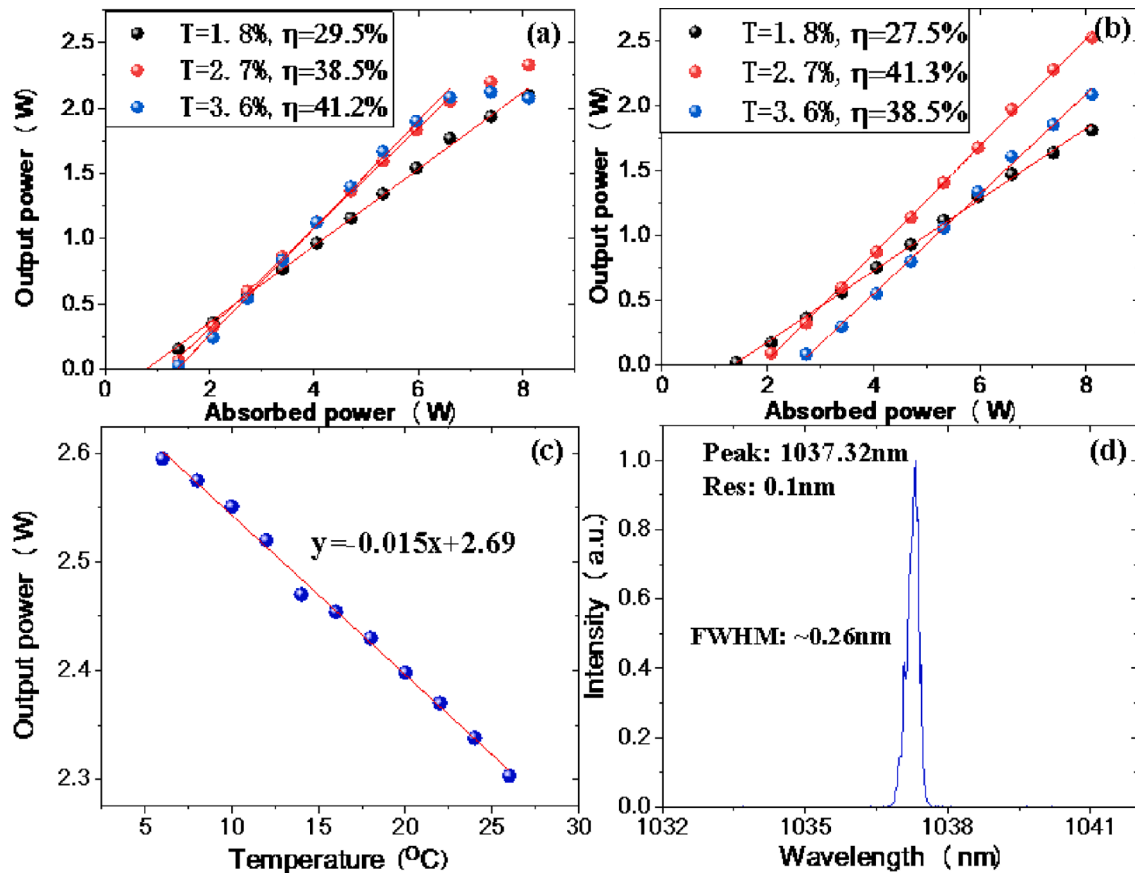 T=1. 8%, η=29.5%
T=2. 7%, η=38.5%
T=3. 6%, η=41.2%
(a)
2.5
2.0
1.5
1.0
0.5
0.0
Output power ( W)
2 4 6 8
Absorbed power ( W)
T=1. 8%, η=27.5%
T=2. 7%, η=41.3%
T=3. 6%, η=38.5%
(b)
2.5
2.0
1.5
1.0
0.5
0.0
Output power ( W)
0 2 4 6 8
Absorbed power ( W)
(c)
2.6
2.5
2.4
2.3
Output power ( W)
y=-0.015x+2.69
5 10 15 20 25 30
Temperature (ºC)
(d)
Peak: 1037.32nm
Res: 0.1nm
FWHM: ~0.26nm
1.0
0.8
0.6
0.4
0.2
0.0
Intensity ( a.u.)
1032 1035 1038 1041
Wavelength ( nm)